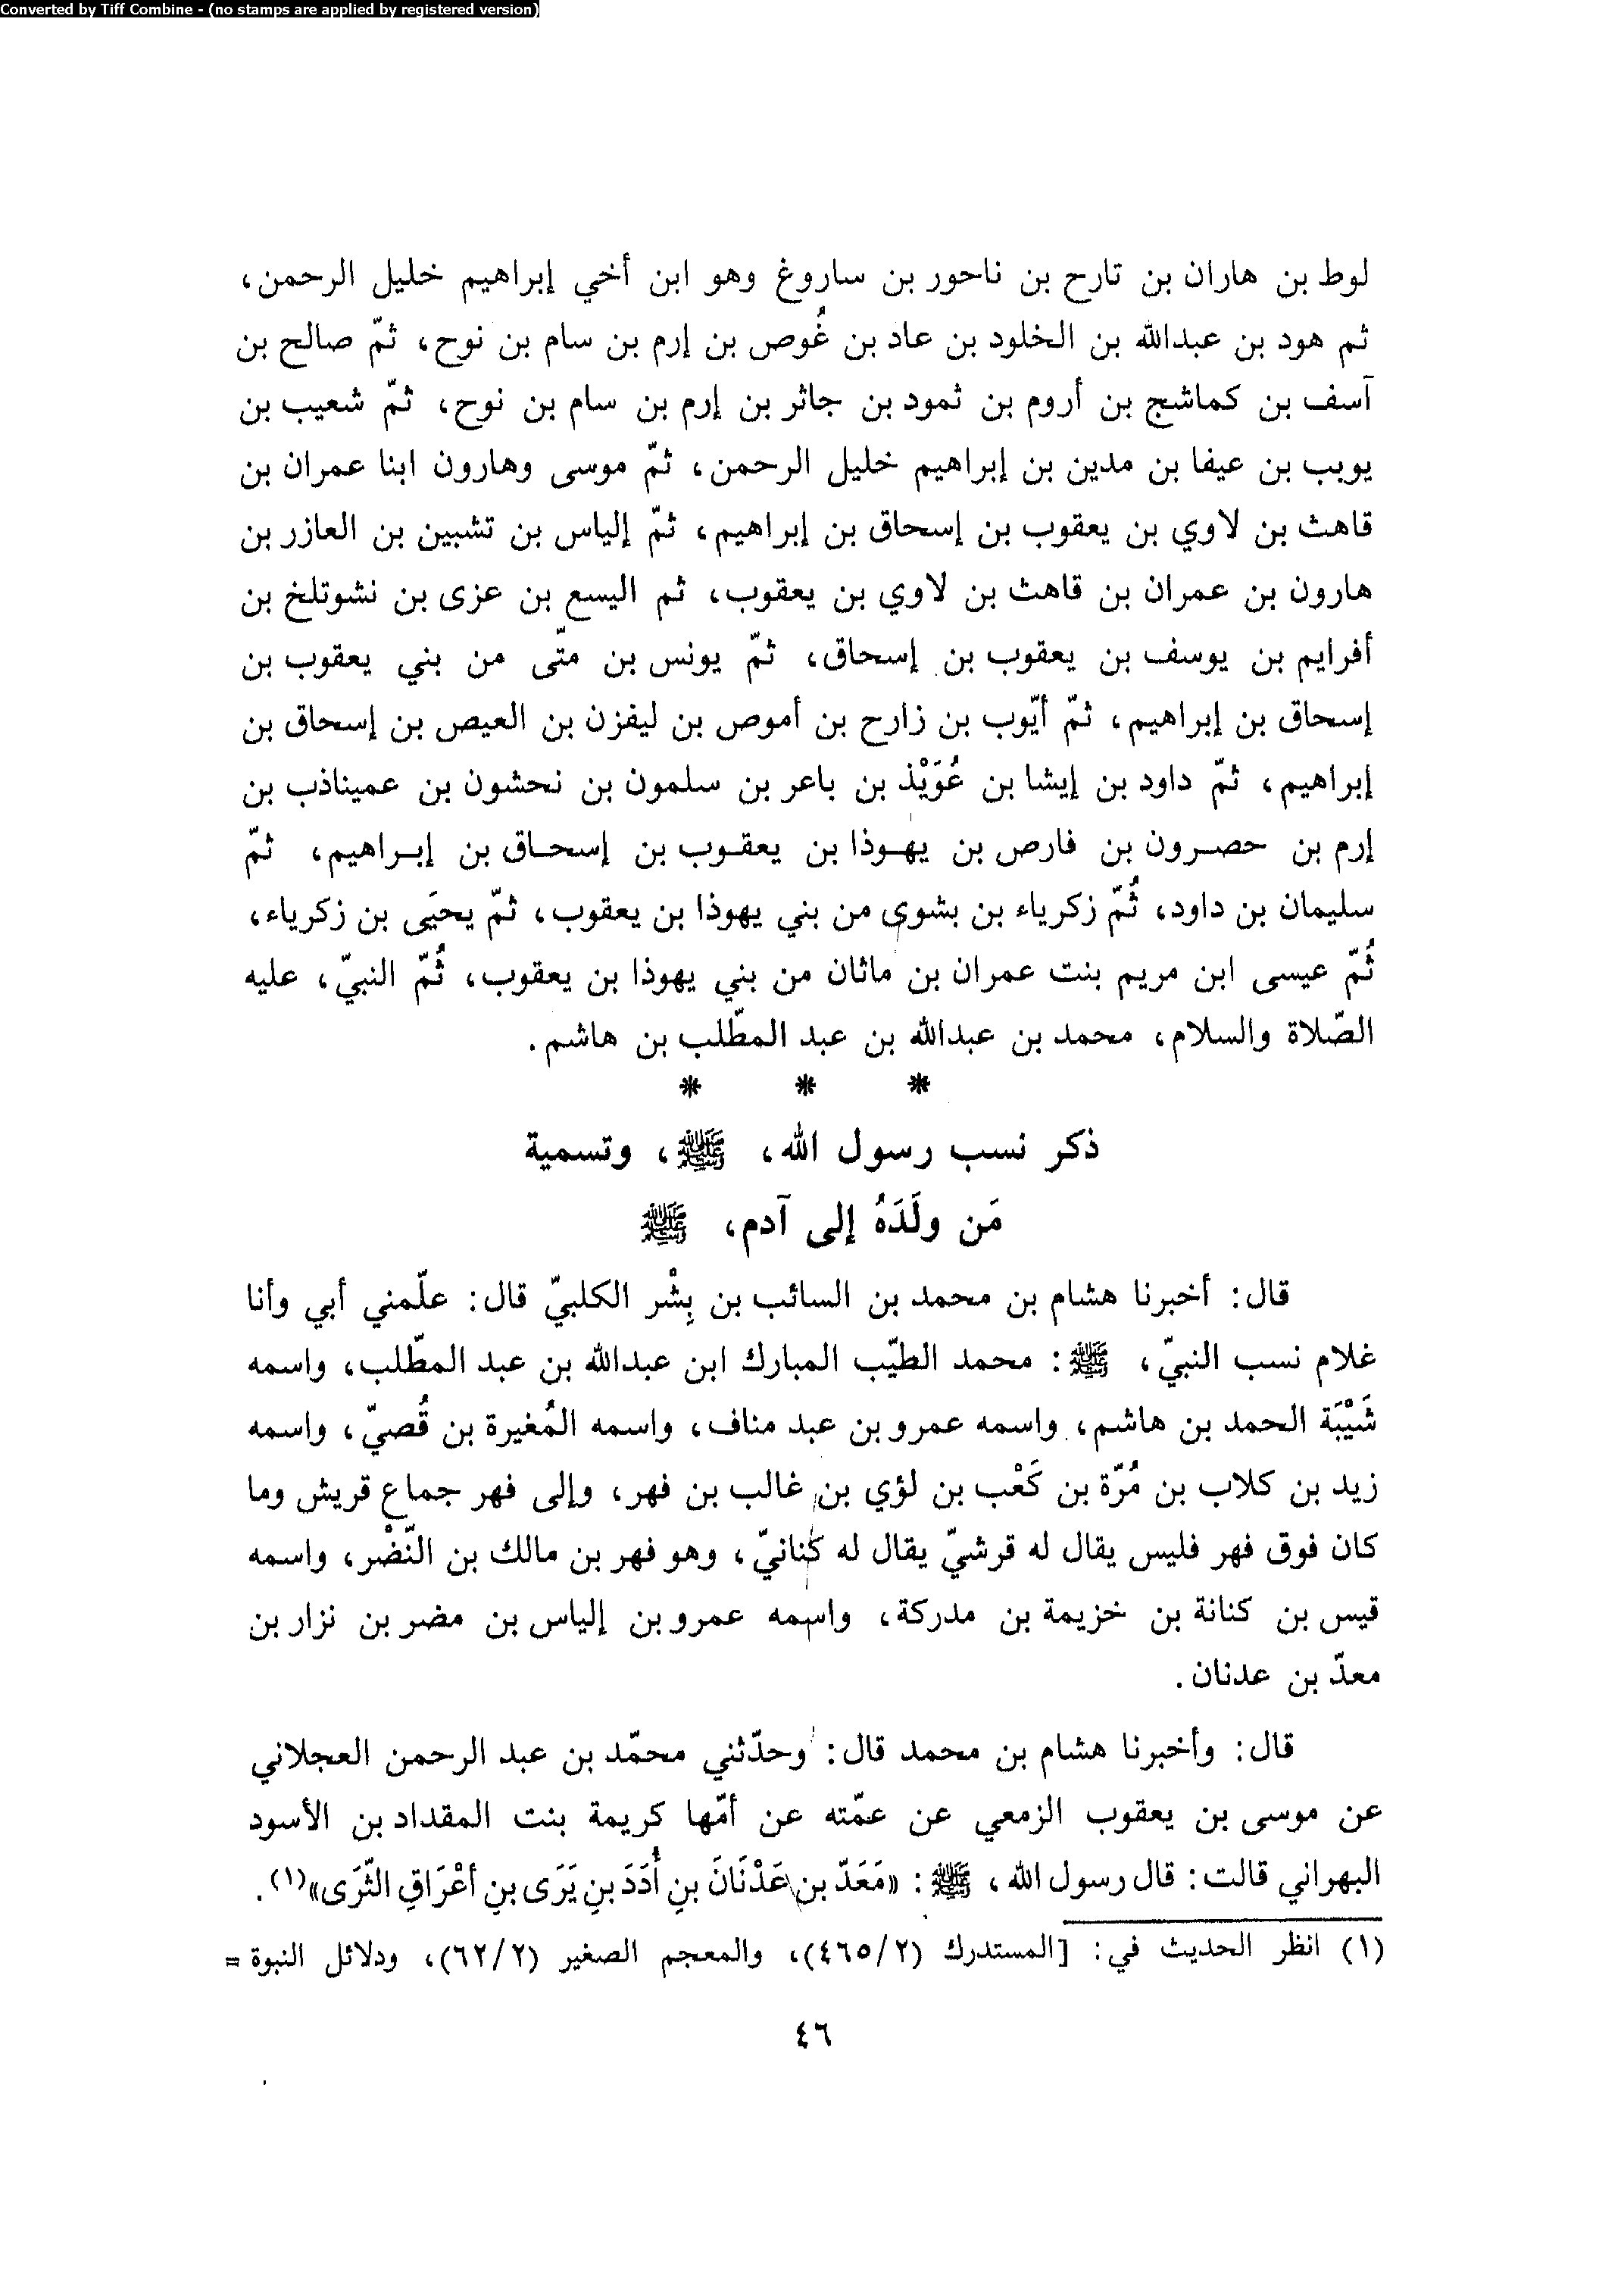 Converted by Tiff Combine - (no stamps are applied by registered version)
لوط بن هاران بن تارح بن ناحور بن ساروغ وهو ابن أخي إبراهيم خليل الرحمن،
ثم هود بن عبدالله بن الخلود بن عاد بن عُوص بن إرم بن سام بن نوح، ثمّ صالح بن
آسف بن كماشج بن أروم بن ثمود بن جاثر بن إرم بن سام بن نوح، ثمّ شعيب بن
يوبب بن عيفا بن مدين بن إبراهيم خليل الرحمن، ثمّ موسى وهارون ابنا عمران بن
قاهث بن لاوي بن يعقوب بن إسحاق بن إبراهيم، ثمّ إلياس بن تشبين بن العازر بن
هارون بن عمران بن قاهث بن لاوي بن يعقوب، ثم اليسع بن عزى بن نشوتلخ بن
أفرايم بن يوسف بن يعقوب بن إسحاق، ثمّ يونس بن متّى من بني يعقوب بن
إسحاق بن إبراهيم، ثمّ أيّوب بن زارح بن أموص بن ليفزن بن العيص بن إسحاق بن
إبراهيم، ثمّ داود بن إيشا بن عُوَيْذ بن باعر بن سلمون بن نحشون بن عميناذب بن
إرم بن حصرون بن فارص بن يهوذا بن يعقوب بن إسحاق بن إبراهيم، ثمّ
سليمان بن داود، ثُمّ زكرياء بن بشوى من بني يهوذا بن يعقوب، ثمّ يحيَى بن زكرياء،
ثُمّ عيسى ابن مريم بنت عمران بن ماثان من بني يهوذا بن يعقوب، ثُمّ النبيّ، عليه
الصّلاة والسلام، محمد بن عبدالله بن عبد المطّلب بن هاشم.
* * *
ذكر نسب رسول الله، ﷺ، وتسمية
مَن ولَدَهُ إلى آدم، ﷺ
قال: أخبرنا هشام بن محمد بن السائب بن بِشْر الكلبيّ قال: علّمني أبي وأنا
غلام نسب النبيّ، ﷺ: محمد الطيّب المبارك ابن عبدالله بن عبد المطّلب، واسمه
شَيْبَة الحمد بن هاشم، واسمه عمرو بن عبد مناف، واسمه المُغيرة بن قُصيّ، واسمه
زيد بن كلاب بن مُرّة بن كَعْب بن لؤي بن غالب بن فهر، وإلى فهر جماع قريش وما
كان فوق فهر فليس يقال له قرشيّ يقال له كنانيّ، وهو فهر بن مالك بن النّضْر، واسمه
قيس بن كنانة بن خزيمة بن مدركة، واسمه عمرو بن إلياس بن مضر بن نزار بن
معدّ بن عدنان.
قال: وأخبرنا هشام بن محمد قال: وحدّثني محمّد بن عبد الرحمن العجلاني
عن موسى بن يعقوب الزمعي عن عمّته عن أمّها كريمة بنت المقداد بن الأسود
البهراني قالت: قال رسول الله، ﷺ: «مَعَدّ بن عَدْنَانَ بنِ أُدَدَ بنِ يَرَى بنِ أعْرَاقِ الثّرَى»(١).
(١) انظر الحديث في: [المستدرك (٤٦٥/٢)، والمعجم الصغير (٦٢/٢)، ودلائل النبوة =
٤٦